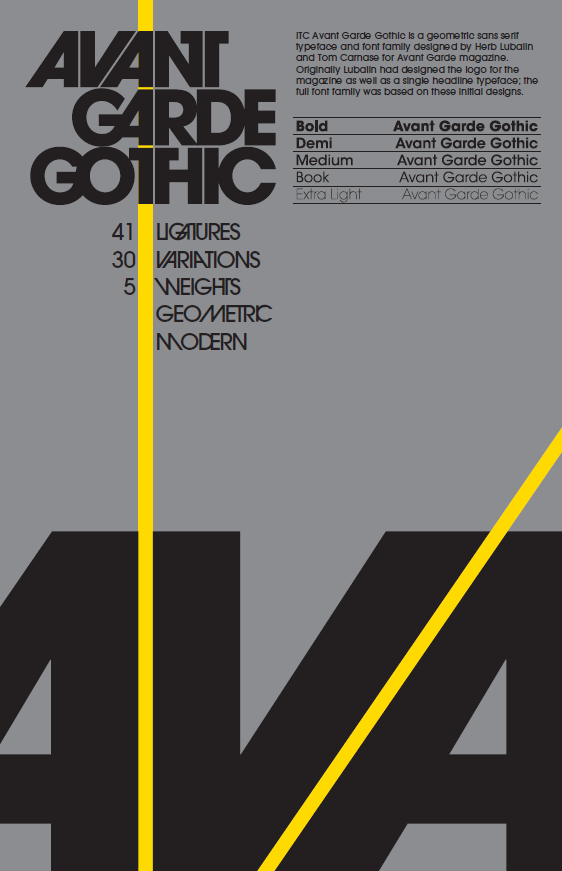 AVANT
GARDE
GOTHIC
ITC Avant Garde Gothic is a geometric sans serif
typeface and font family designed by Herb Lubalin
and Tom Carnase for Avant Garde magazine.
Originally Lubalin had designed the logo for the
magazine as well as a single headline typeface; the
full font family was based on these initial designs.
Bold Avant Garde Gothic
Demi Avant Garde Gothic
Medium Avant Garde Gothic
Book Avant Garde Gothic
Extra Light Avant Garde Gothic
41 LIGATURES
30 VARIATIONS
5 WEIGHTS
GEOMETRIC
MODERN
AVA